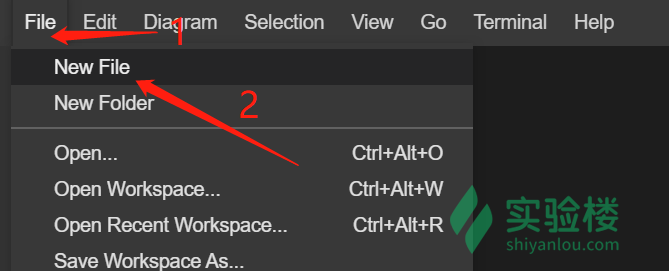 File Edit Diagram Selection View Go Terminal Help
1
New File
2
New Folder
Open... Ctrl+Alt+O
Open Workspace... Ctrl+Alt+W
Open Recent Workspace... Ctrl+Alt+R
Save Workspace As...
实验楼
shiyanlou.com